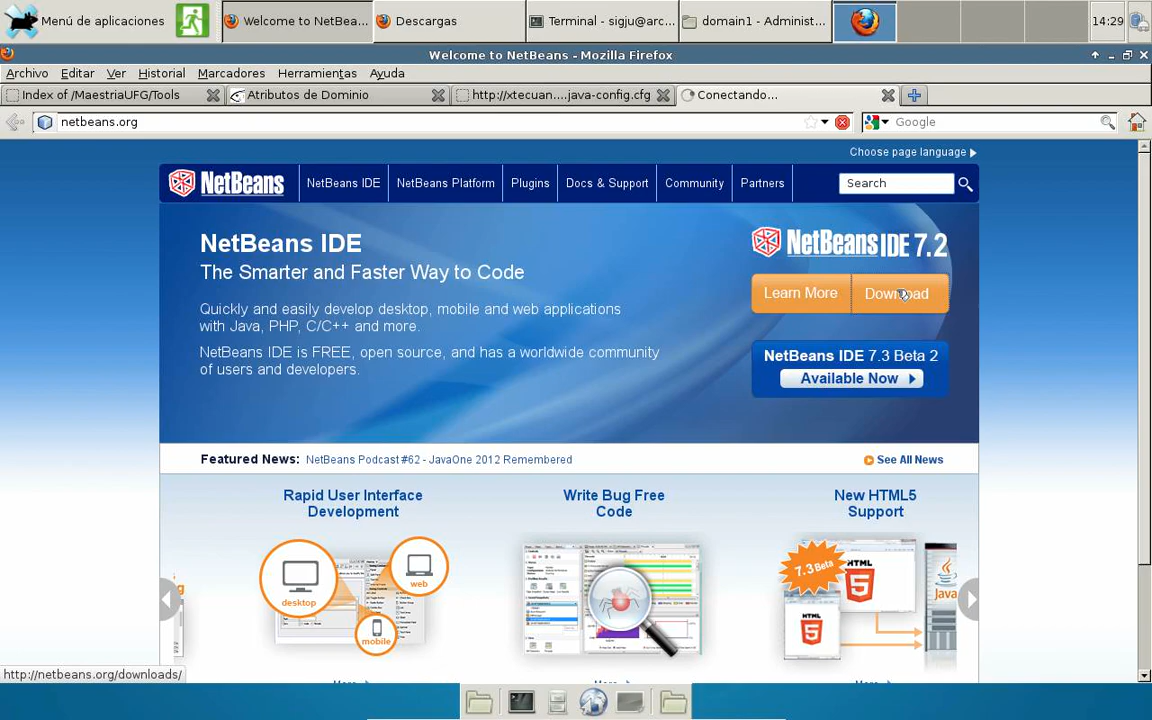 Menú de aplicaciones
Welcome to NetBea...
Descargas
Terminal - sigju@arc...
domain1 - Administ...
14:29
Welcome to NetBeans - Mozilla Firefox
Archivo Editar Ver Historial Marcadores Herramientas Ayuda
Index of /MaestriaUFG/Tools
Atributos de Dominio
http://xtecuan....java-config.cfg
Conectando...
netbeans.org
Google
Choose page language
NetBeans
NetBeans IDE
NetBeans Platform
Plugins
Docs & Support
Community
Partners
Search
NetBeans IDE
The Smarter and Faster Way to Code
Quickly and easily develop desktop, mobile and web applications
with Java, PHP, C/C++ and more.
NetBeans IDE is FREE, open source, and has a worldwide community
of users and developers.
NetBeans IDE 7.2
Learn More
Download
NetBeans IDE 7.3 Beta 2
Available Now
Featured News: NetBeans Podcast #62 - JavaOne 2012 Remembered
See All News
Rapid User Interface
Development
desktop
web
mobile
Write Bug Free
Code
New HTML5
Support
7.3 Beta
HTML
HTML
Java
http://netbeans.org/downloads/